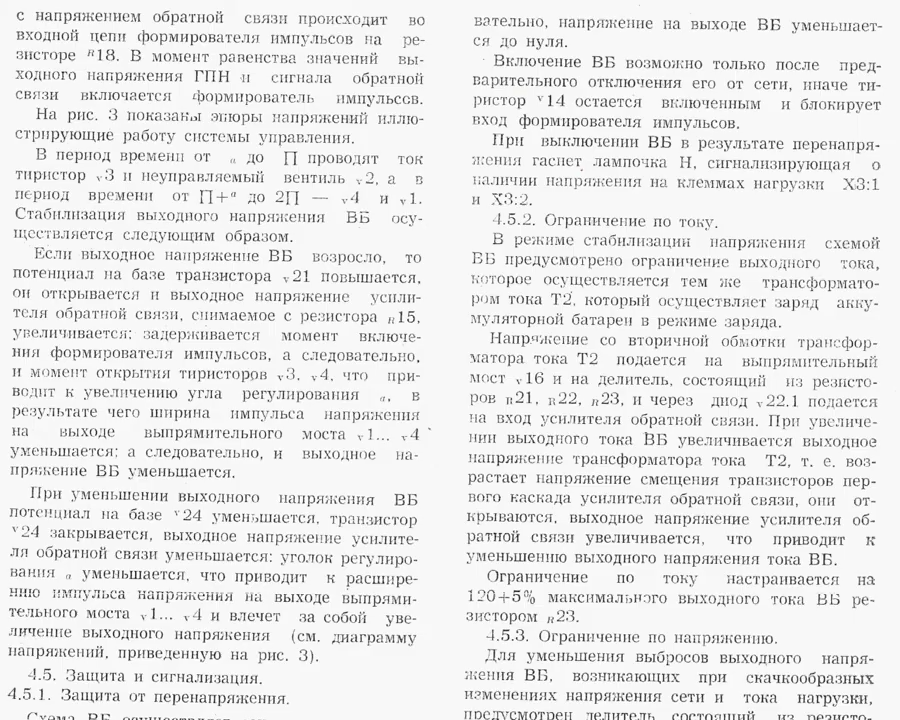 с напряжением обратной связи происходит во
входной цепи формирователя импульсов на ре-
зисторе R18. В момент равенства значений вы-
ходного напряжения ГПН и сигнала обратной
связи включается формирователь импульсов.
На рис. 3 показаны эпюры напряжений иллю-
стрирующие работу системы управления.
В период времени от α до П проводят ток
тиристор v3 и неуправляемый вентиль v2, а в
период времени от П+α до 2П — v4 и v1.
Стабилизация выходного напряжения ВБ осу-
ществляется следующим образом.
Если выходное напряжение ВБ возросло, то
потенциал на базе транзистора v21 повышается,
он открывается и выходное напряжение усили-
теля обратной связи, снимаемое с резистора R15,
увеличивается; задерживается момент включе-
ния формирователя импульсов, а следовательно,
и момент открытия тиристоров v3, v4, что при-
водит к увеличению угла регулирования α, в
результате чего ширина импульса напряжения
на выходе выпрямительного моста v1... v4
уменьшается; а следовательно, и выходное на-
пряжение ВБ уменьшается.
При уменьшении выходного напряжения ВБ
потенциал на базе v24 уменьшается, транзистор
v24 закрывается, выходное напряжение усилите-
ля обратной связи уменьшается: уголок регулиро-
вания α уменьшается, что приводит к расшире-
нию импульса напряжения на выходе выпрями-
тельного моста v1... v4 и влечет за собой уве-
личение выходного напряжения (см. диаграмму
напряжений, приведенную на рис. 3).
4.5. Защита и сигнализация.
4.5.1. Защита от перенапряжения.
Схема ВБ
вательно, напряжение на выходе ВБ уменьшает-
ся до нуля.
Включение ВБ возможно только после пред-
варительного отключения его от сети, иначе ти-
ристор v14 остается включенным и блокирует
вход формирователя импульсов.
При выключении ВБ в результате перенапря-
жения гаснет лампочка Н, сигнализирующая о
наличии напряжения на клеммах нагрузки Х3:1
и Х3:2.
4.5.2. Ограничение по току.
В режиме стабилизации напряжения схемой
ВБ предусмотрено ограничение выходного тока,
которое осуществляется тем же трансформато-
ром тока Т2, который осуществляет заряд акку-
муляторной батареи в режиме заряда.
Напряжение со вторичной обмотки трансфор-
матора тока Т2 подается на выпрямительный
мост v16 и на делитель, состоящий из резисто-
ров R21, R22, R23, и через диод v22.1 подается
на вход усилителя обратной связи. При увеличе-
нии выходного тока ВБ увеличивается выходное
напряжение трансформатора тока Т2, т. е. воз-
растает напряжение смещения транзисторов пер-
вого каскада усилителя обратной связи, они от-
крываются, выходное напряжение усилителя об-
ратной связи увеличивается, что приводит к
уменьшению выходного напряжения тока ВБ.
Ограничение по току настраивается на
120+5% максимального выходного тока ВБ ре-
зистором R23.
4.5.3. Ограничение по напряжению.
Для уменьшения выбросов выходного напря-
жения ВБ, возникающих при скачкообразных
изменениях напряжения сети и тока нагрузки,
предусмотрен делитель, состоящий из резисто-